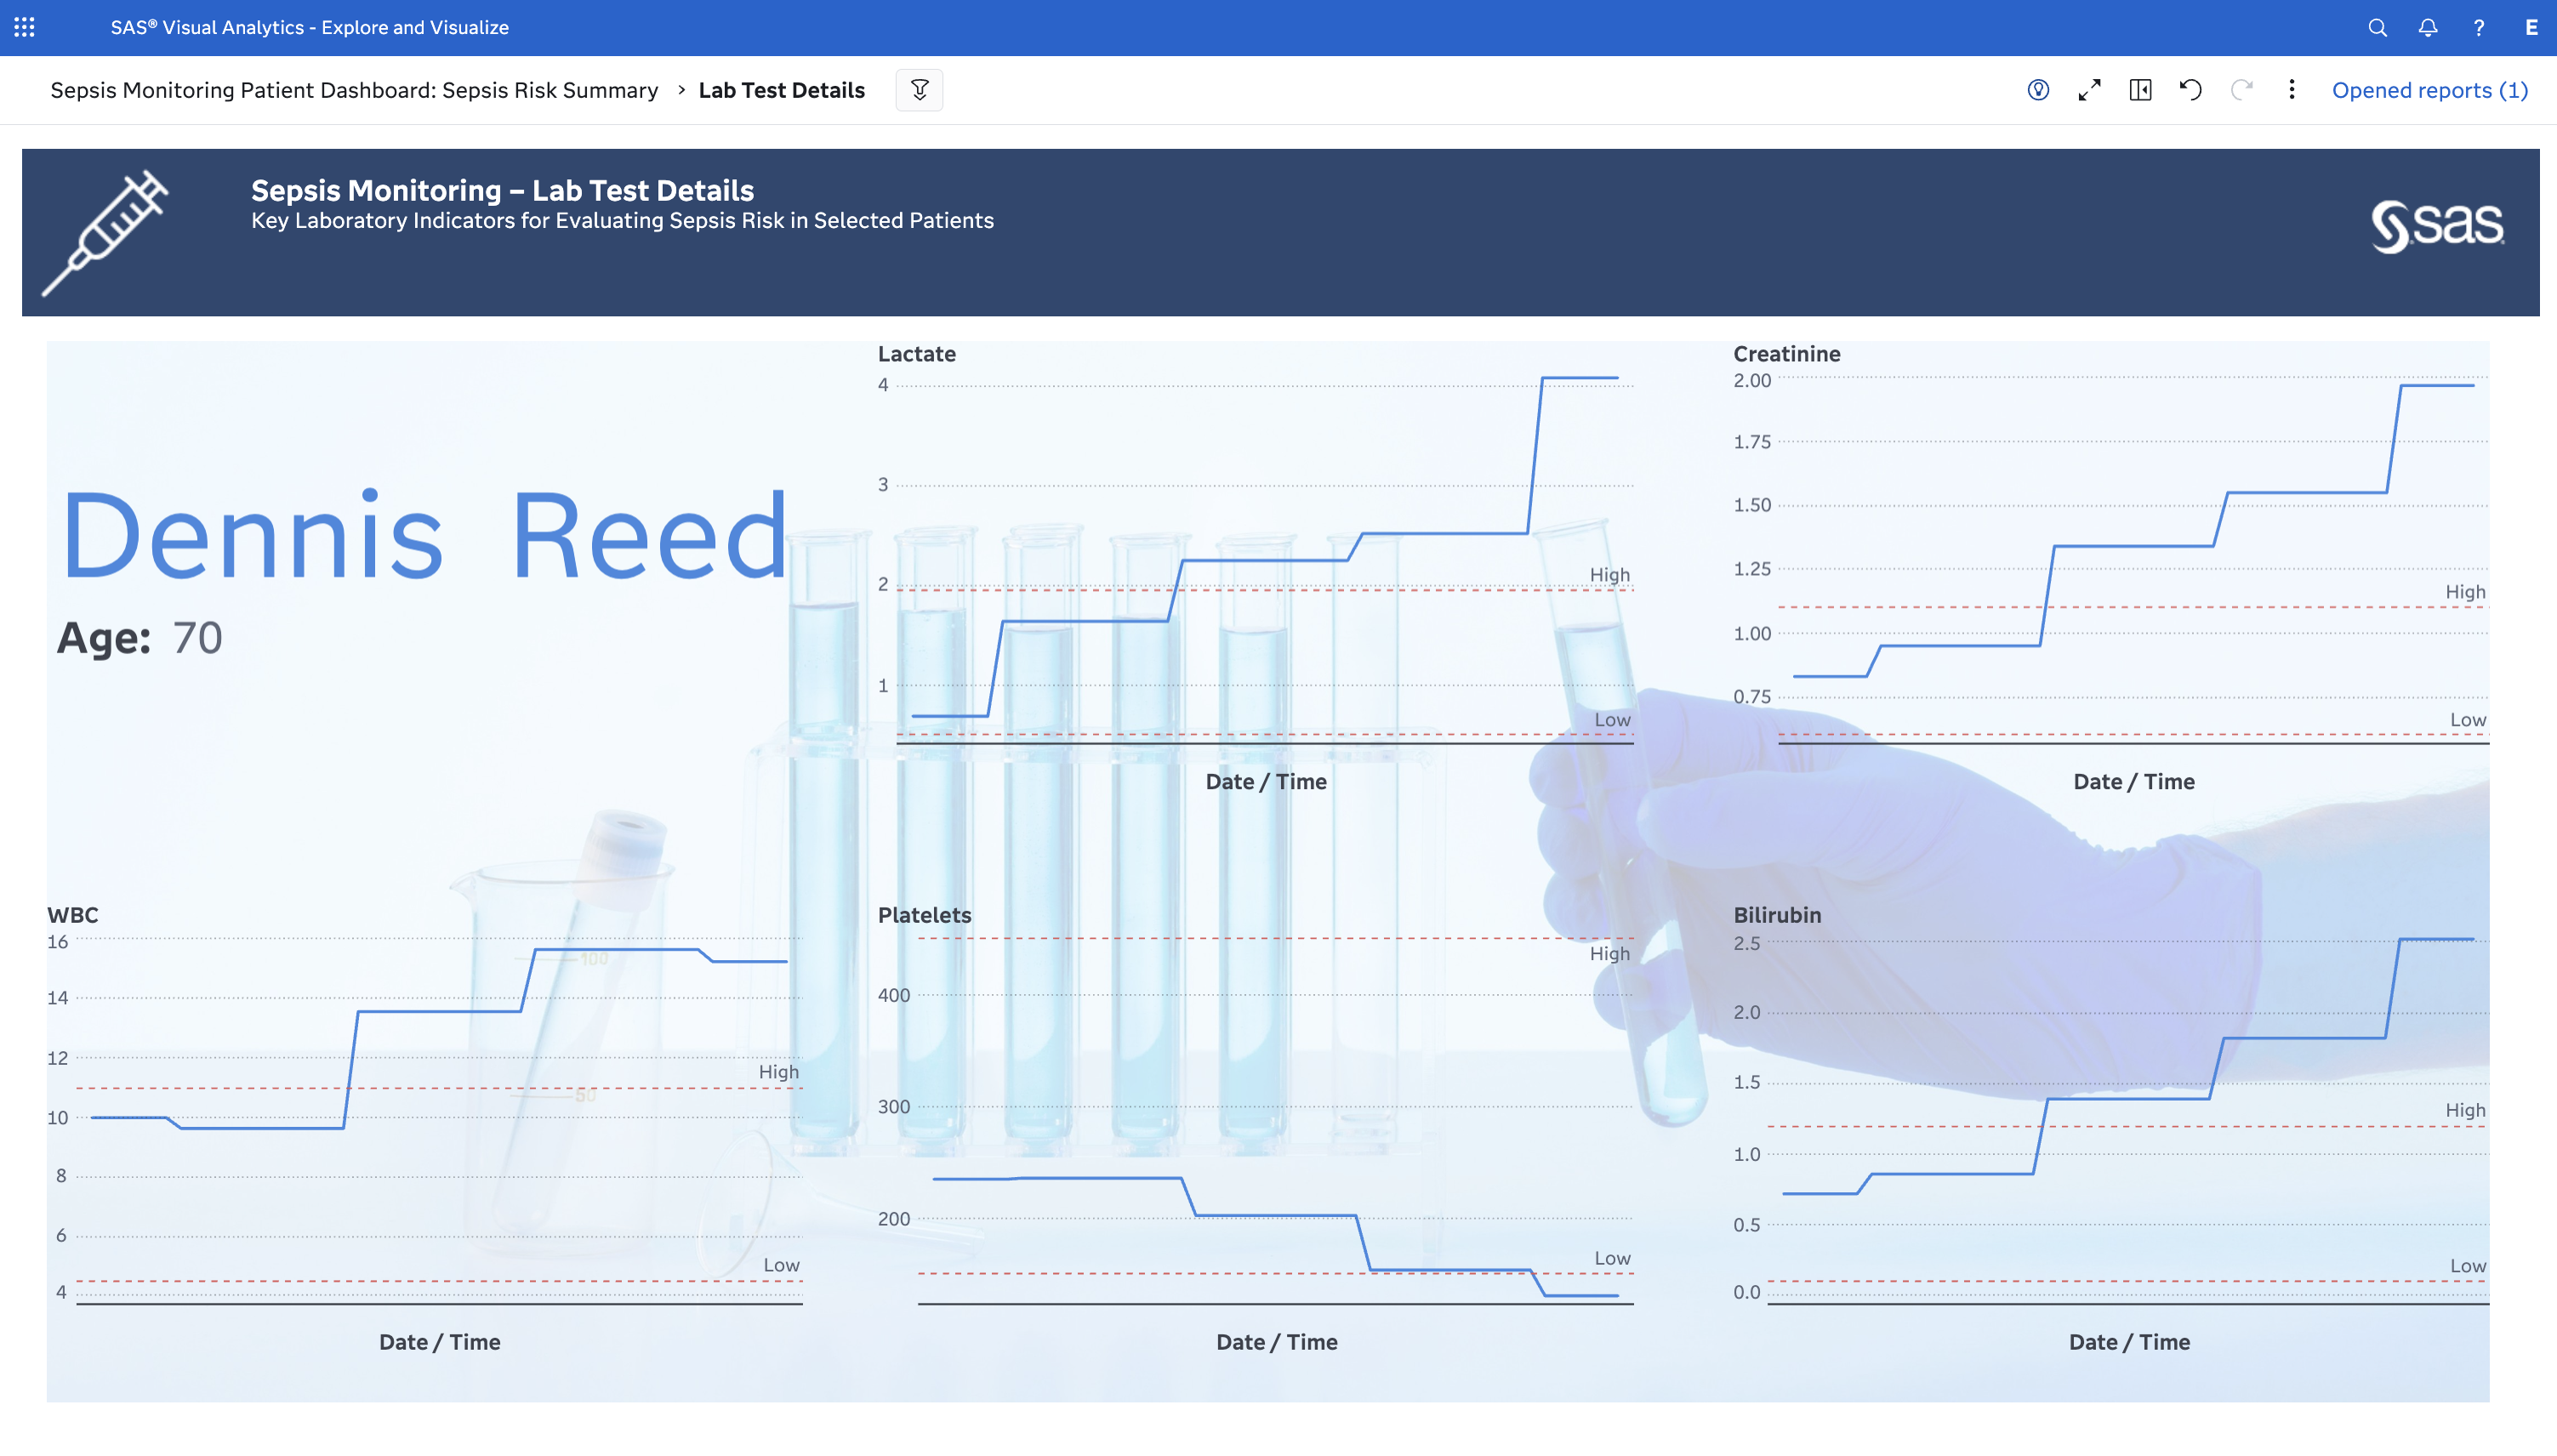 SAS® Visual Analytics - Explore and Visualize
?
E
Sepsis Monitoring Patient Dashboard: Sepsis Risk Summary › Lab Test Details
Opened reports (1)
Sepsis Monitoring – Lab Test Details
Key Laboratory Indicators for Evaluating Sepsis Risk in Selected Patients
sas
Dennis Reed
Age: 70
Lactate
4
3
2
1
High
Low
Date / Time
Creatinine
2.00
1.75
1.50
1.25
1.00
0.75
High
Low
Date / Time
WBC
16
14
12
10
8
6
4
High
Low
100
50
Date / Time
Platelets
400
300
200
High
Low
Date / Time
Bilirubin
2.5
2.0
1.5
1.0
0.5
0.0
High
Low
Date / Time